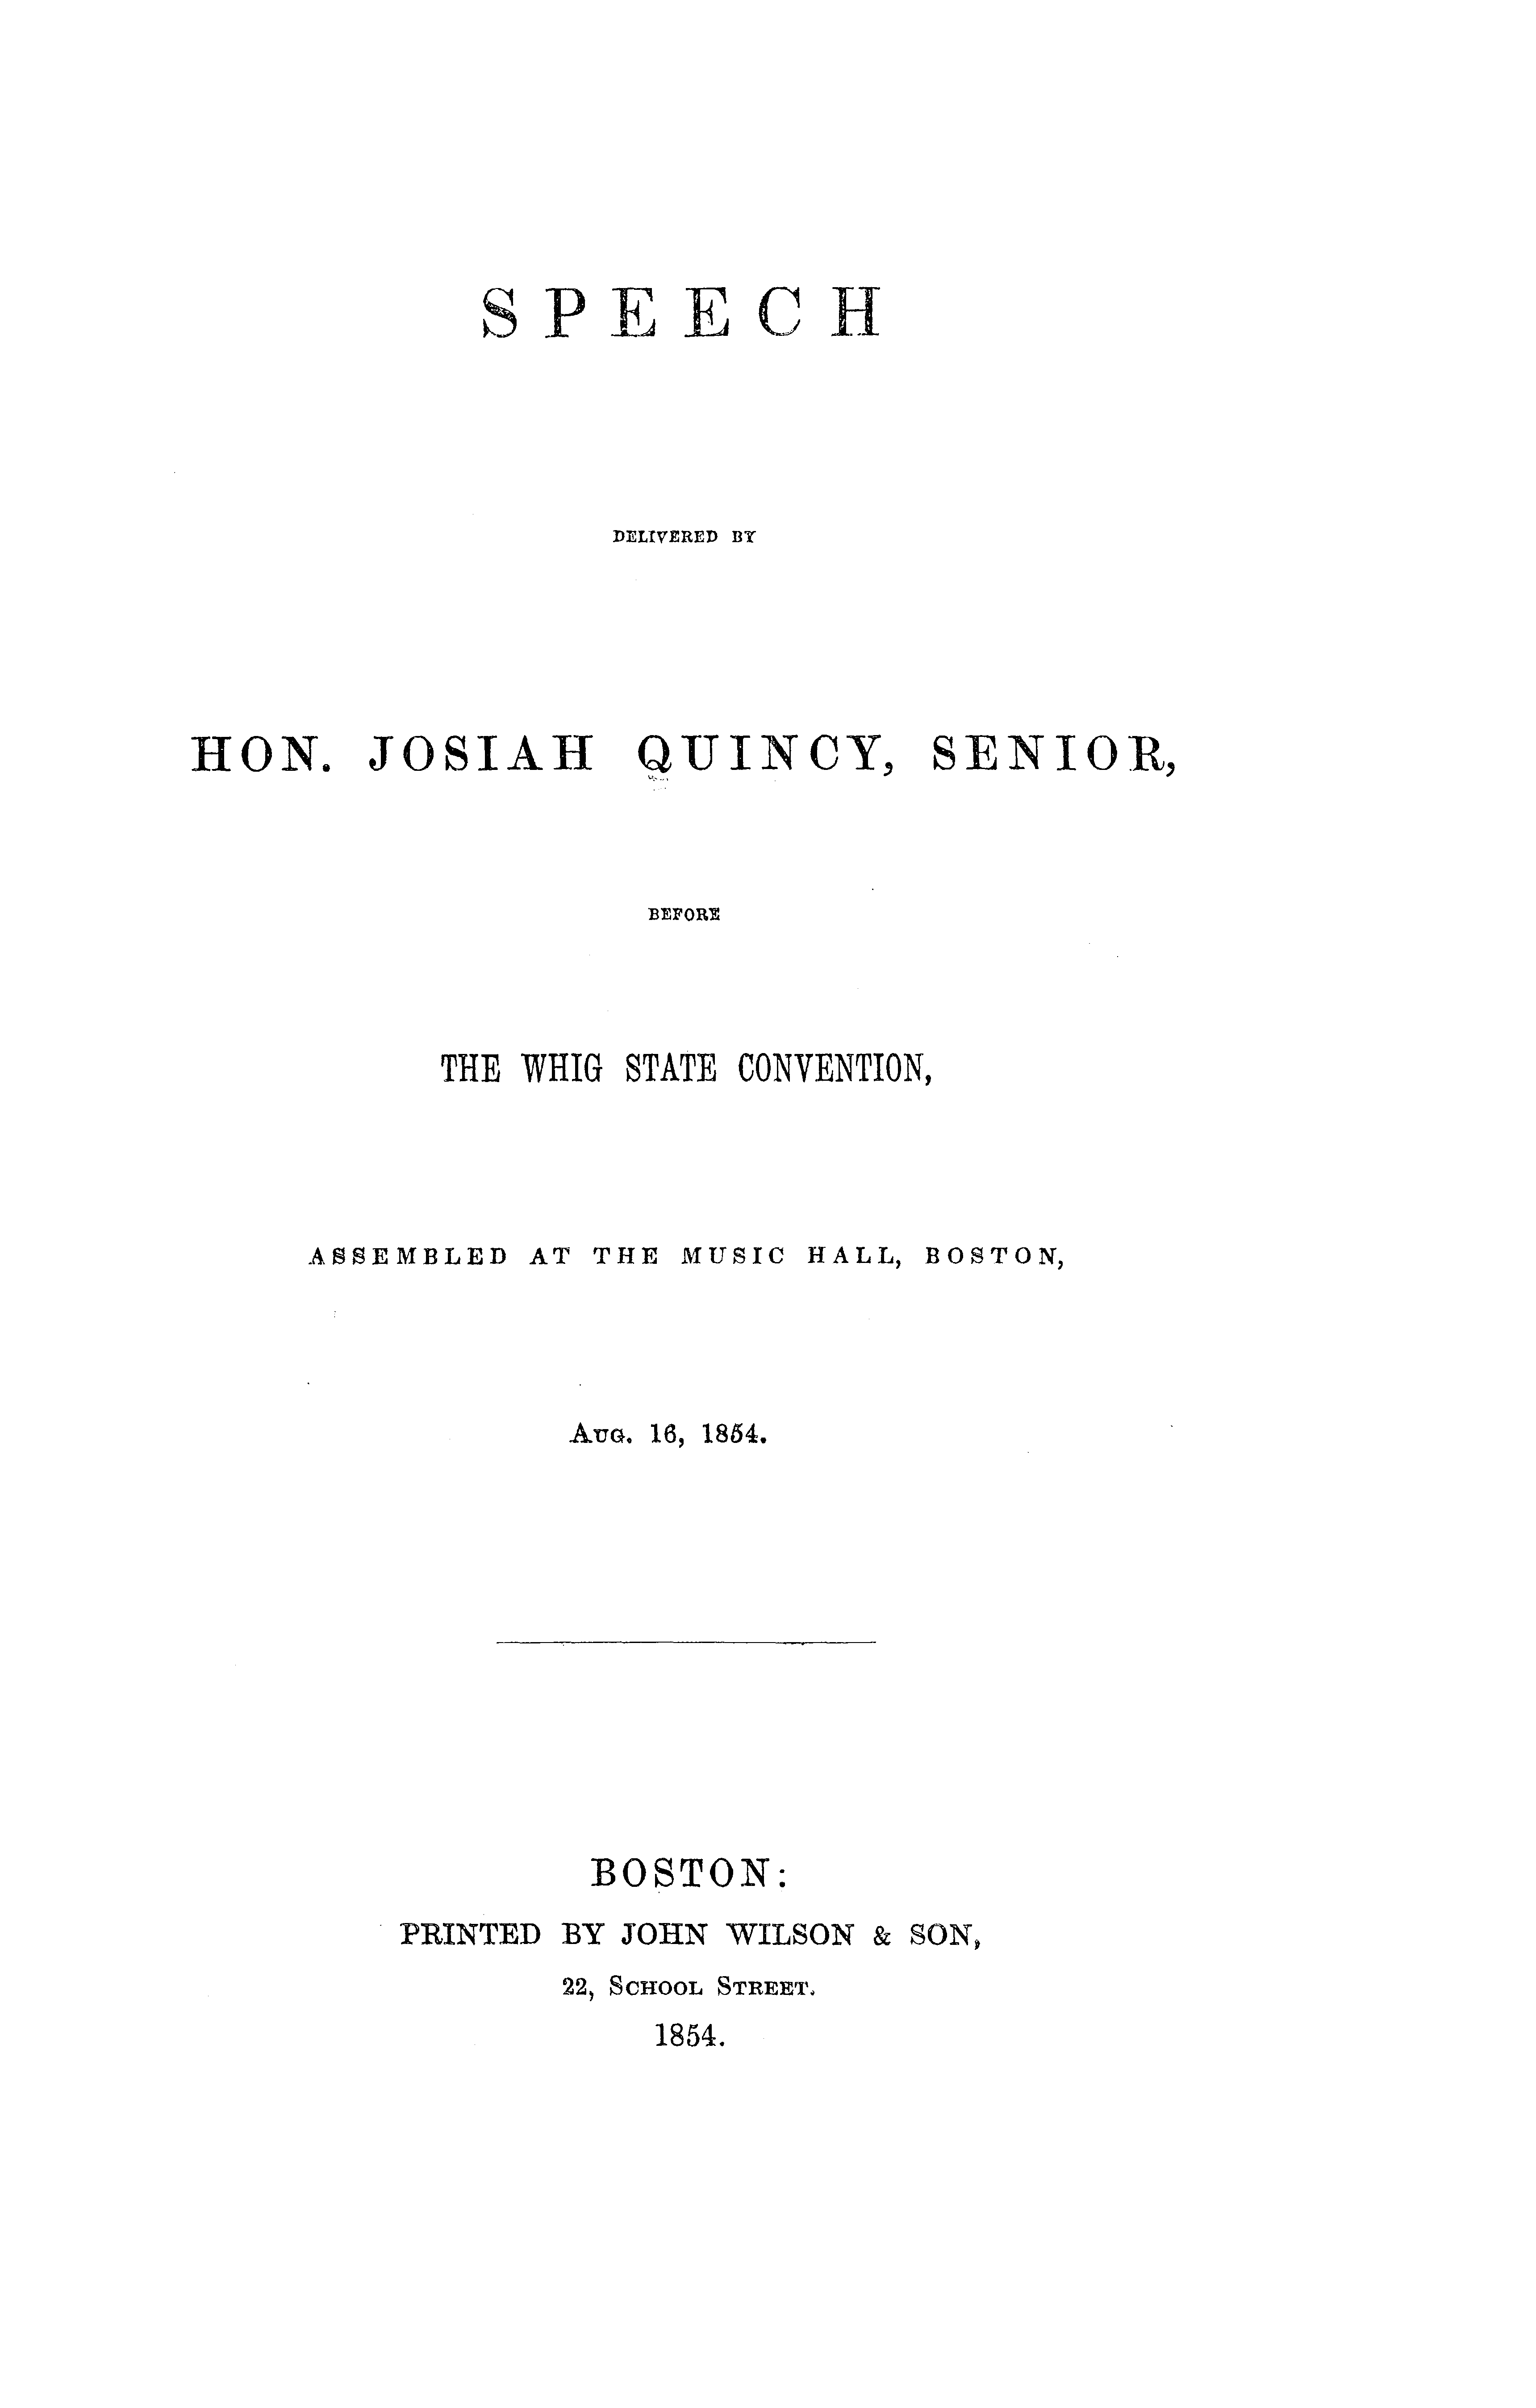 SPEECH
DELIVERED BY
HON. JOSIAH QUINCY, SENIOR,
BEFORE
THE WHIG STATE CONVENTION,
ASSEMBLED AT THE MUSIC HALL, BOSTON,
AUG. 16, 1854.
BOSTON:
PRINTED BY JOHN WILSON & SON,
22, SCHOOL STREET.
1854.